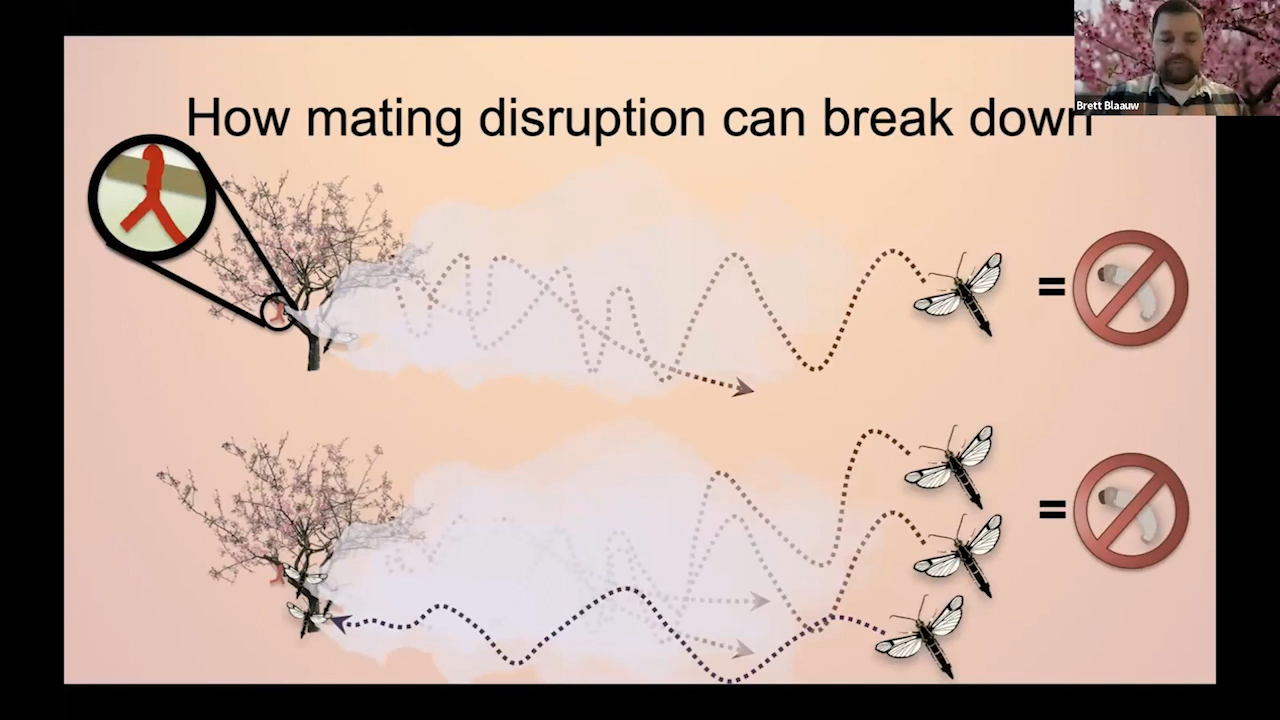 Brett Blaauw
How mating disruption can break down
=
=